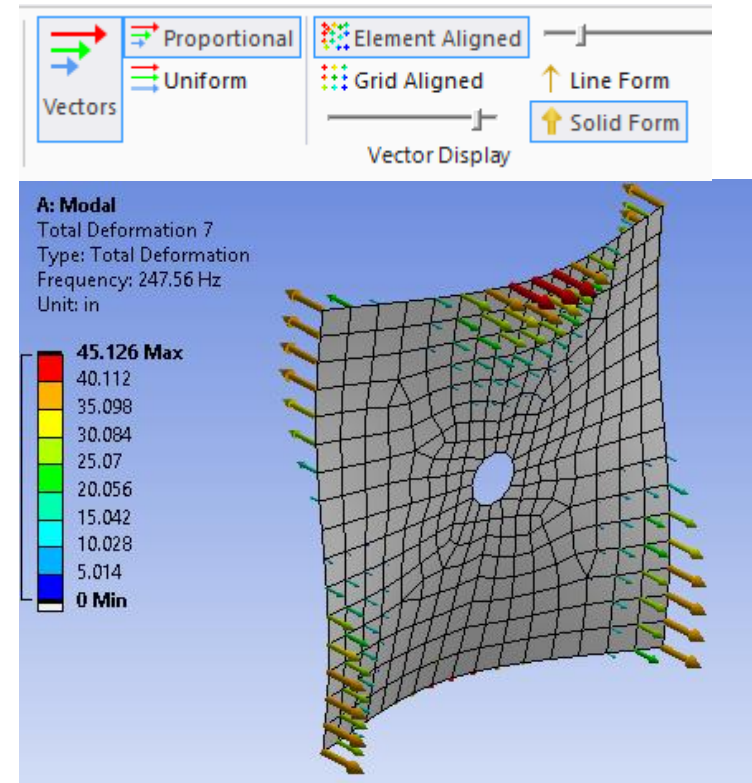 Vectors
Proportional
Uniform
Element Aligned
Grid Aligned
Line Form
Solid Form
Vector Display
A: Modal
Total Deformation 7
Type: Total Deformation
Frequency: 247.56 Hz
Unit: in
45.126 Max
40.112
35.098
30.084
25.07
20.056
15.042
10.028
5.014
0 Min